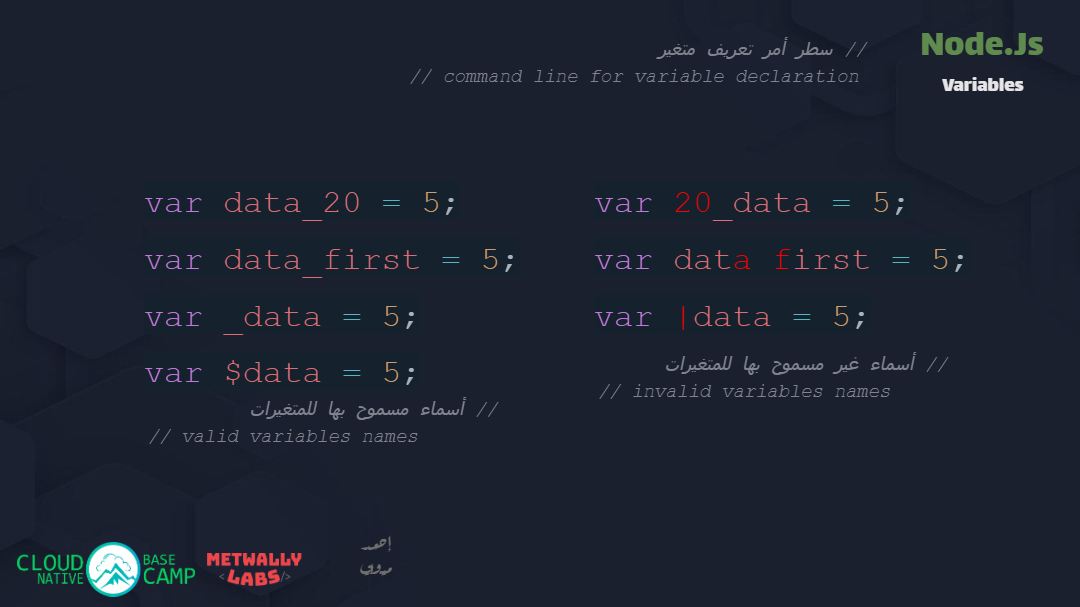 Node.Js
Variables
// سطر أمر تعريف متغير
// command line for variable declaration
var data_20 = 5;
var data_first = 5;
var _data = 5;
var $data = 5;
// أسماء مسموح بها للمتغيرات
// valid variables names
var 20_data = 5;
var data first = 5;
var |data = 5;
// أسماء غير مسموح بها للمتغيرات
// invalid variables names
CLOUD NATIVE
BASE CAMP
METWALLY
<LABS/>